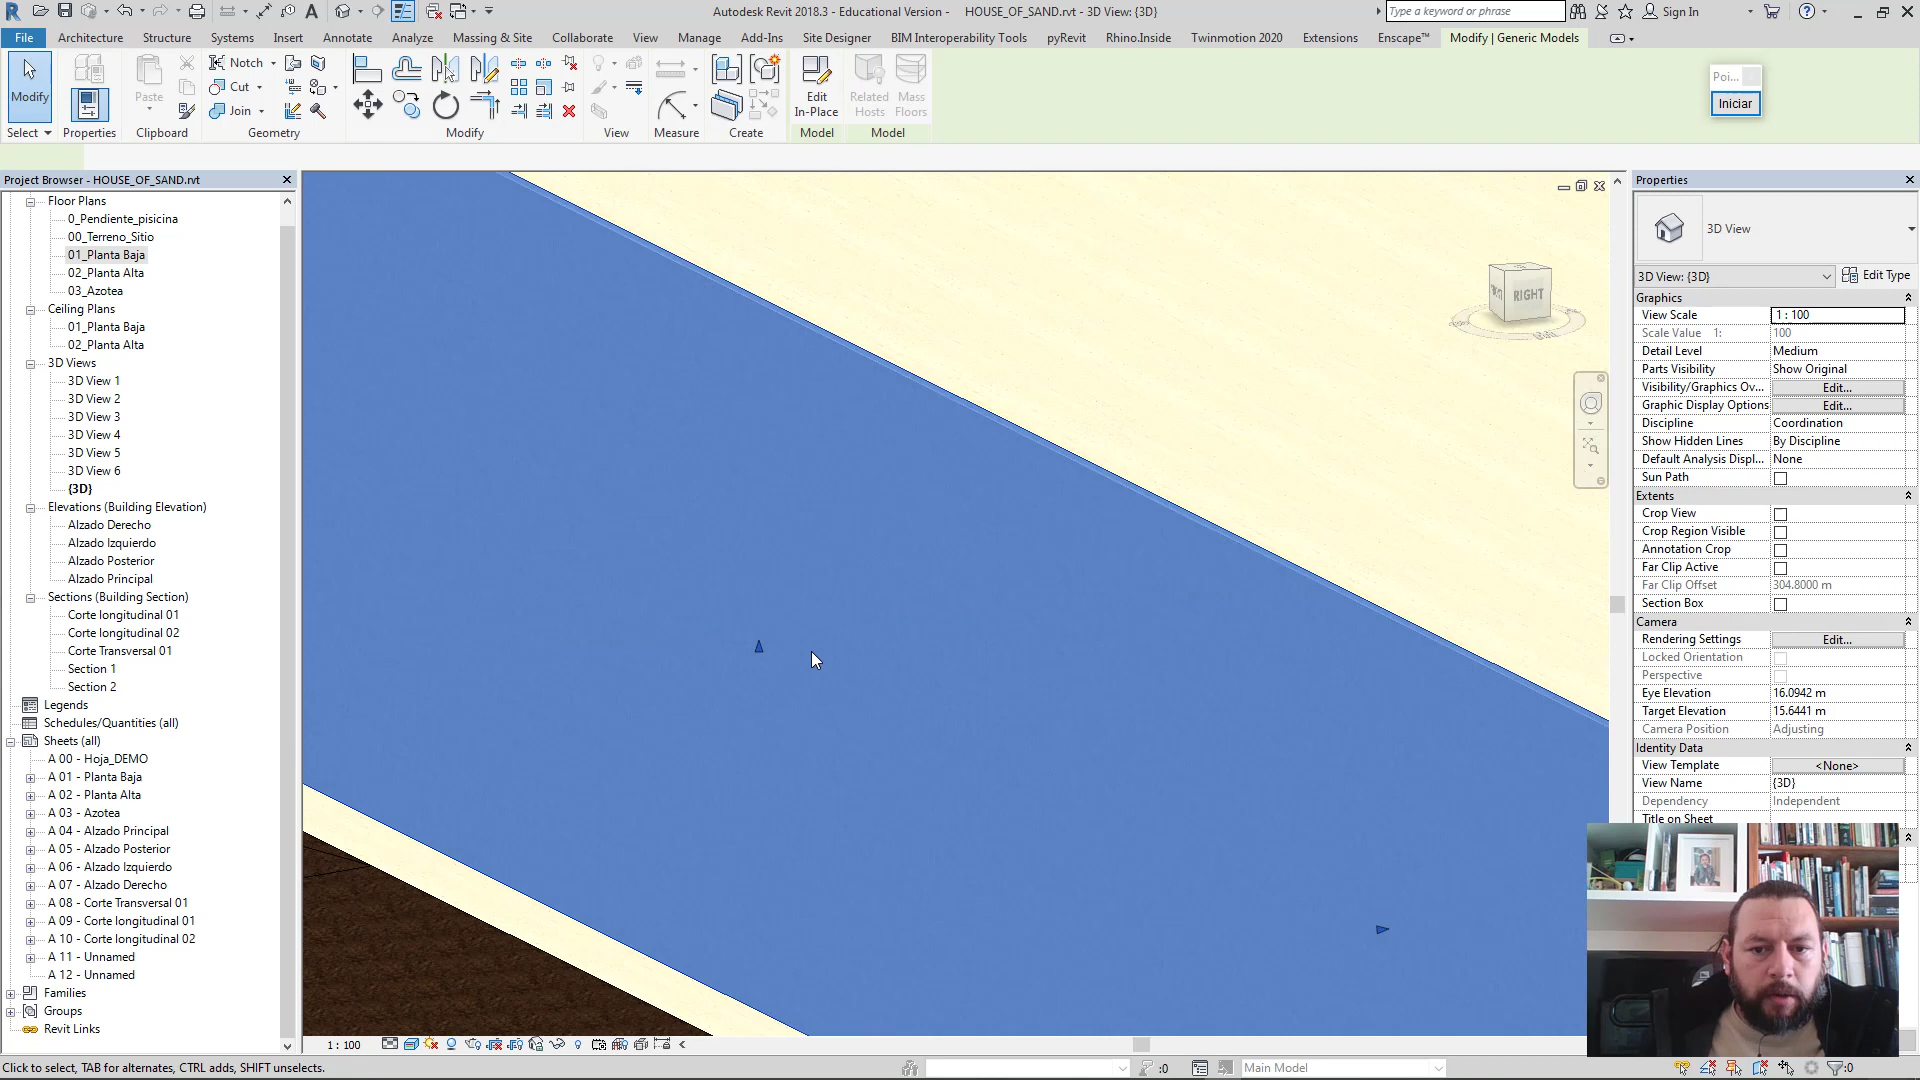 Autodesk Revit 2018.3 - Educational Version - HOUSE_OF_SAND.rvt - 3D View: {3D}
Type a keyword or phrase
Sign In
File Architecture Structure Systems Insert Annotate Analyze Massing & Site Collaborate View Manage Add-Ins Site Designer BIM Interoperability Tools pyRevit Rhino.Inside Twinmotion 2020 Extensions Enscape™ Modify | Generic Models
Modify
Paste
Notch
Cut
Join
Edit In-Place
Related Hosts
Mass Floors
Poi...
Iniciar
Select Properties Clipboard Geometry Modify View Measure Create Model Model
Project Browser - HOUSE_OF_SAND.rvt
Floor Plans
0_Pendiente_pisicina
00_Terreno_Sitio
01_Planta Baja
02_Planta Alta
03_Azotea
Ceiling Plans
01_Planta Baja
02_Planta Alta
3D Views
3D View 1
3D View 2
3D View 3
3D View 4
3D View 5
3D View 6
{3D}
Elevations (Building Elevation)
Alzado Derecho
Alzado Izquierdo
Alzado Posterior
Alzado Principal
Sections (Building Section)
Corte longitudinal 01
Corte longitudinal 02
Corte Transversal 01
Section 1
Section 2
Legends
Schedules/Quantities (all)
Sheets (all)
A 00 - Hoja_DEMO
A 01 - Planta Baja
A 02 - Planta Alta
A 03 - Azotea
A 04 - Alzado Principal
A 05 - Alzado Posterior
A 06 - Alzado Izquierdo
A 07 - Alzado Derecho
A 08 - Corte Transversal 01
A 09 - Corte longitudinal 01
A 10 - Corte longitudinal 02
A 11 - Unnamed
A 12 - Unnamed
Families
Groups
Revit Links
RIGHT
Properties
3D View
3D View: {3D} Edit Type
Graphics
View Scale 1 : 100
Scale Value 1: 100
Detail Level Medium
Parts Visibility Show Original
Visibility/Graphics Ov... Edit...
Graphic Display Options Edit...
Discipline Coordination
Show Hidden Lines By Discipline
Default Analysis Displ... None
Sun Path
Extents
Crop View
Crop Region Visible
Annotation Crop
Far Clip Active
Far Clip Offset 304.8000 m
Section Box
Camera
Rendering Settings Edit...
Locked Orientation
Perspective
Eye Elevation 16.0942 m
Target Elevation 15.6441 m
Camera Position Adjusting
Identity Data
View Template <None>
View Name {3D}
Dependency Independent
Title on Sheet
1 : 100
Click to select, TAB for alternates, CTRL adds, SHIFT unselects.
:0
Main Model
:0